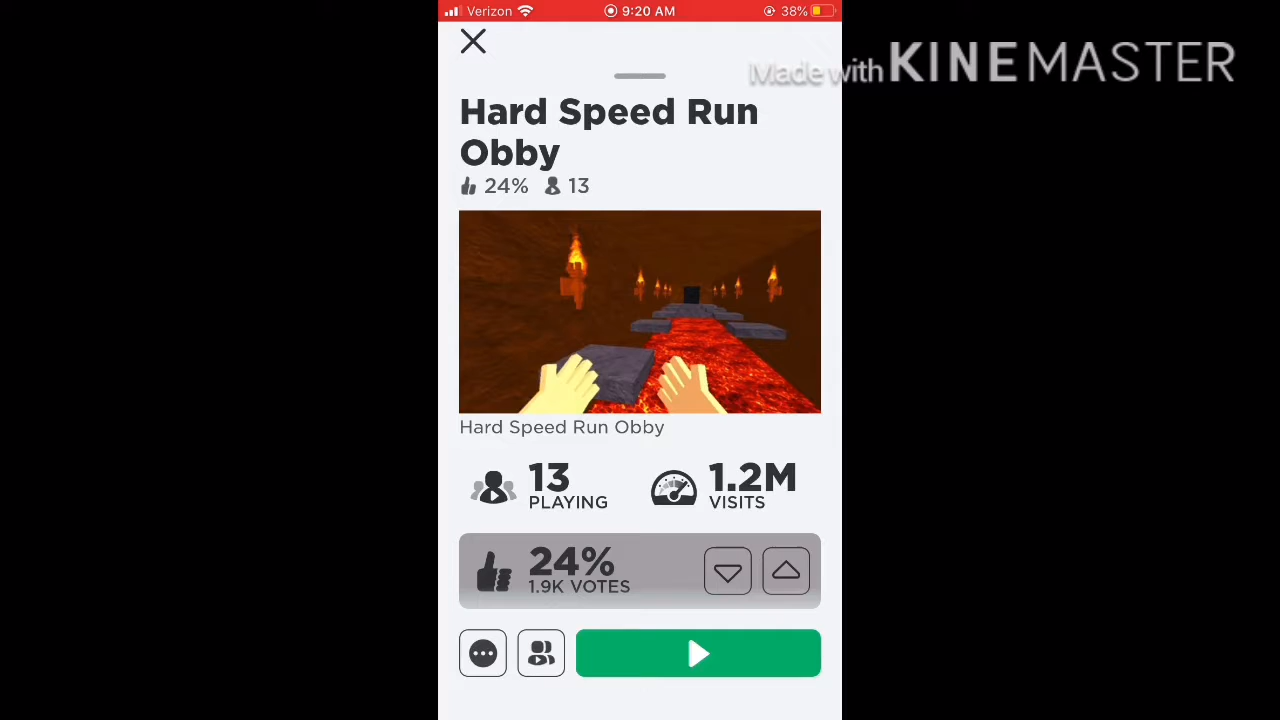 Verizon 9:20 AM 38%
Made with KINEMASTER
Hard Speed Run
Obby
24% 13
Hard Speed Run Obby
13 1.2M
PLAYING VISITS
24%
1.9K VOTES